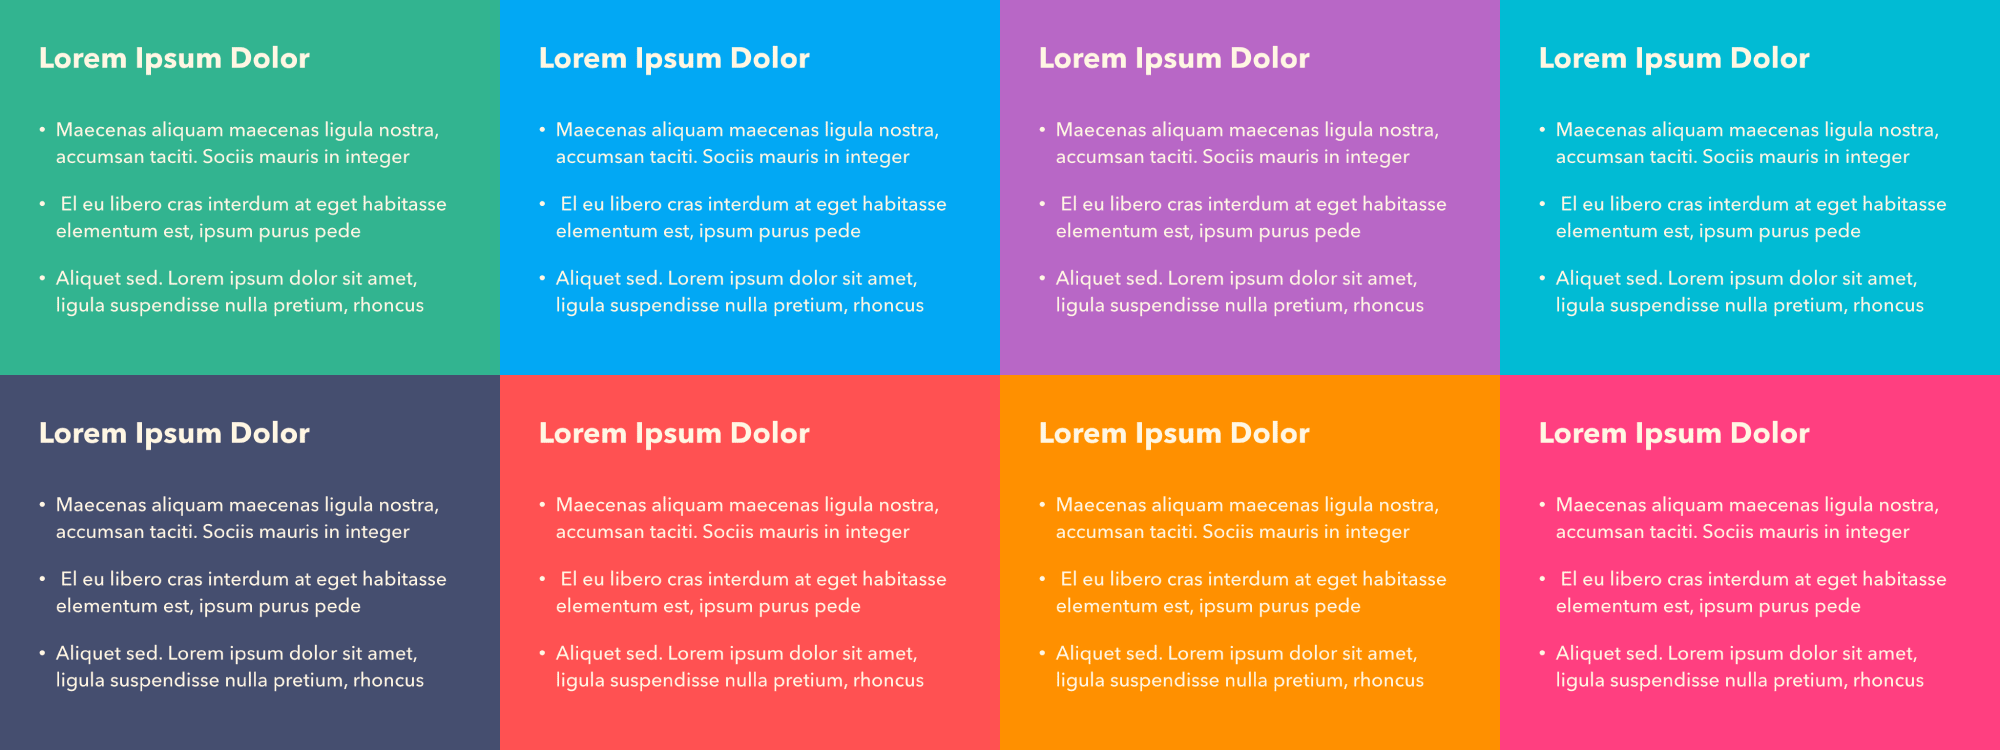 Lorem Ipsum Dolor
• Maecenas aliquam maecenas ligula nostra,
accumsan taciti. Sociis mauris in integer
• El eu libero cras interdum at eget habitasse
elementum est, ipsum purus pede
• Aliquet sed. Lorem ipsum dolor sit amet,
ligula suspendisse nulla pretium, rhoncus
Lorem Ipsum Dolor
• Maecenas aliquam maecenas ligula nostra,
accumsan taciti. Sociis mauris in integer
• El eu libero cras interdum at eget habitasse
elementum est, ipsum purus pede
• Aliquet sed. Lorem ipsum dolor sit amet,
ligula suspendisse nulla pretium, rhoncus
Lorem Ipsum Dolor
• Maecenas aliquam maecenas ligula nostra,
accumsan taciti. Sociis mauris in integer
• El eu libero cras interdum at eget habitasse
elementum est, ipsum purus pede
• Aliquet sed. Lorem ipsum dolor sit amet,
ligula suspendisse nulla pretium, rhoncus
Lorem Ipsum Dolor
• Maecenas aliquam maecenas ligula nostra,
accumsan taciti. Sociis mauris in integer
• El eu libero cras interdum at eget habitasse
elementum est, ipsum purus pede
• Aliquet sed. Lorem ipsum dolor sit amet,
ligula suspendisse nulla pretium, rhoncus
Lorem Ipsum Dolor
• Maecenas aliquam maecenas ligula nostra,
accumsan taciti. Sociis mauris in integer
• El eu libero cras interdum at eget habitasse
elementum est, ipsum purus pede
• Aliquet sed. Lorem ipsum dolor sit amet,
ligula suspendisse nulla pretium, rhoncus
Lorem Ipsum Dolor
• Maecenas aliquam maecenas ligula nostra,
accumsan taciti. Sociis mauris in integer
• El eu libero cras interdum at eget habitasse
elementum est, ipsum purus pede
• Aliquet sed. Lorem ipsum dolor sit amet,
ligula suspendisse nulla pretium, rhoncus
Lorem Ipsum Dolor
• Maecenas aliquam maecenas ligula nostra,
accumsan taciti. Sociis mauris in integer
• El eu libero cras interdum at eget habitasse
elementum est, ipsum purus pede
• Aliquet sed. Lorem ipsum dolor sit amet,
ligula suspendisse nulla pretium, rhoncus
Lorem Ipsum Dolor
• Maecenas aliquam maecenas ligula nostra,
accumsan taciti. Sociis mauris in integer
• El eu libero cras interdum at eget habitasse
elementum est, ipsum purus pede
• Aliquet sed. Lorem ipsum dolor sit amet,
ligula suspendisse nulla pretium, rhoncus